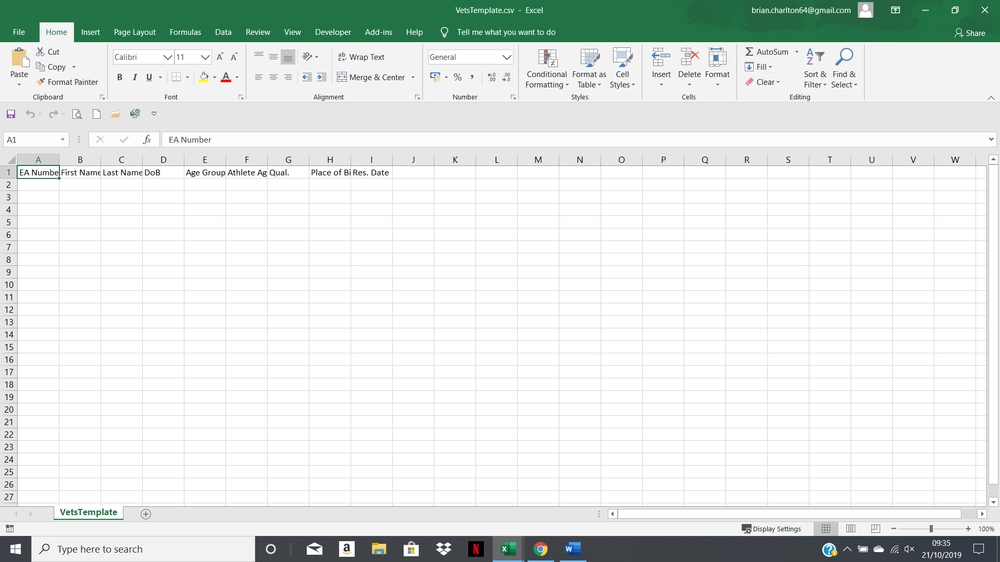 VetsTemplate.csv - Excel
brian.charlton64@gmail.com
File Home Insert Page Layout Formulas Data Review View Developer Add-ins Help Tell me what you want to do
Share
Paste
Cut
Copy
Format Painter
Clipboard
Calibri 11
B I U A
Font
Wrap Text
Merge & Center
Alignment
General
% ,
Number
Conditional Formatting
Format as Table
Cell Styles
Styles
Insert Delete Format
Cells
AutoSum
Fill
Clear
Sort & Filter
Find & Select
Editing
A1 fx EA Number
A B C D E F G H I J K L M N O P Q R S T U V W
1 EA Numbe First Name Last Name DoB Age Group Athlete Ag Qual. Place of Bi Res. Date
2
3
4
5
6
7
8
9
10
11
12
13
14
15
16
17
18
19
20
21
22
23
24
25
26
27
VetsTemplate
Display Settings 100%
Type here to search
09:35
21/10/2019